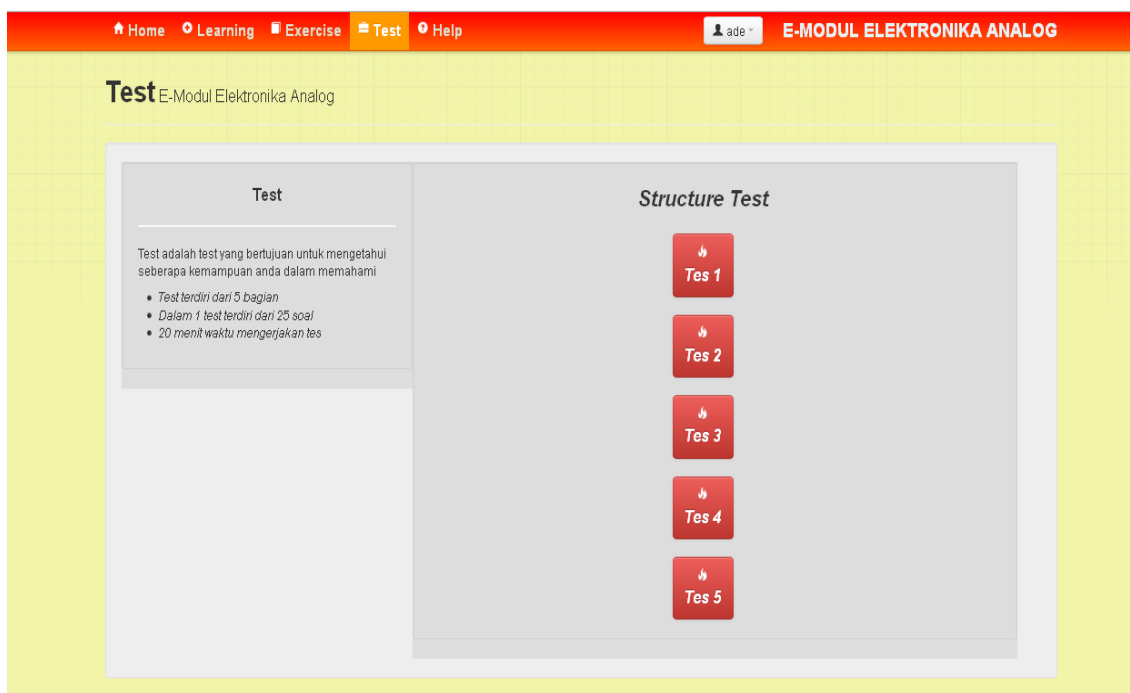 Home Learning Exercise Test Help ade E-MODUL ELEKTRONIKA ANALOG
Test E-Modul Elektronika Analog
Test
Test adalah test yang bertujuan untuk mengetahui
seberapa kemampuan anda dalam memahami
Test terdiri dari 5 bagian
Dalam 1 test terdiri dari 25 soal
20 menit waktu mengerjakan tes
Structure Test
Tes 1
Tes 2
Tes 3
Tes 4
Tes 5